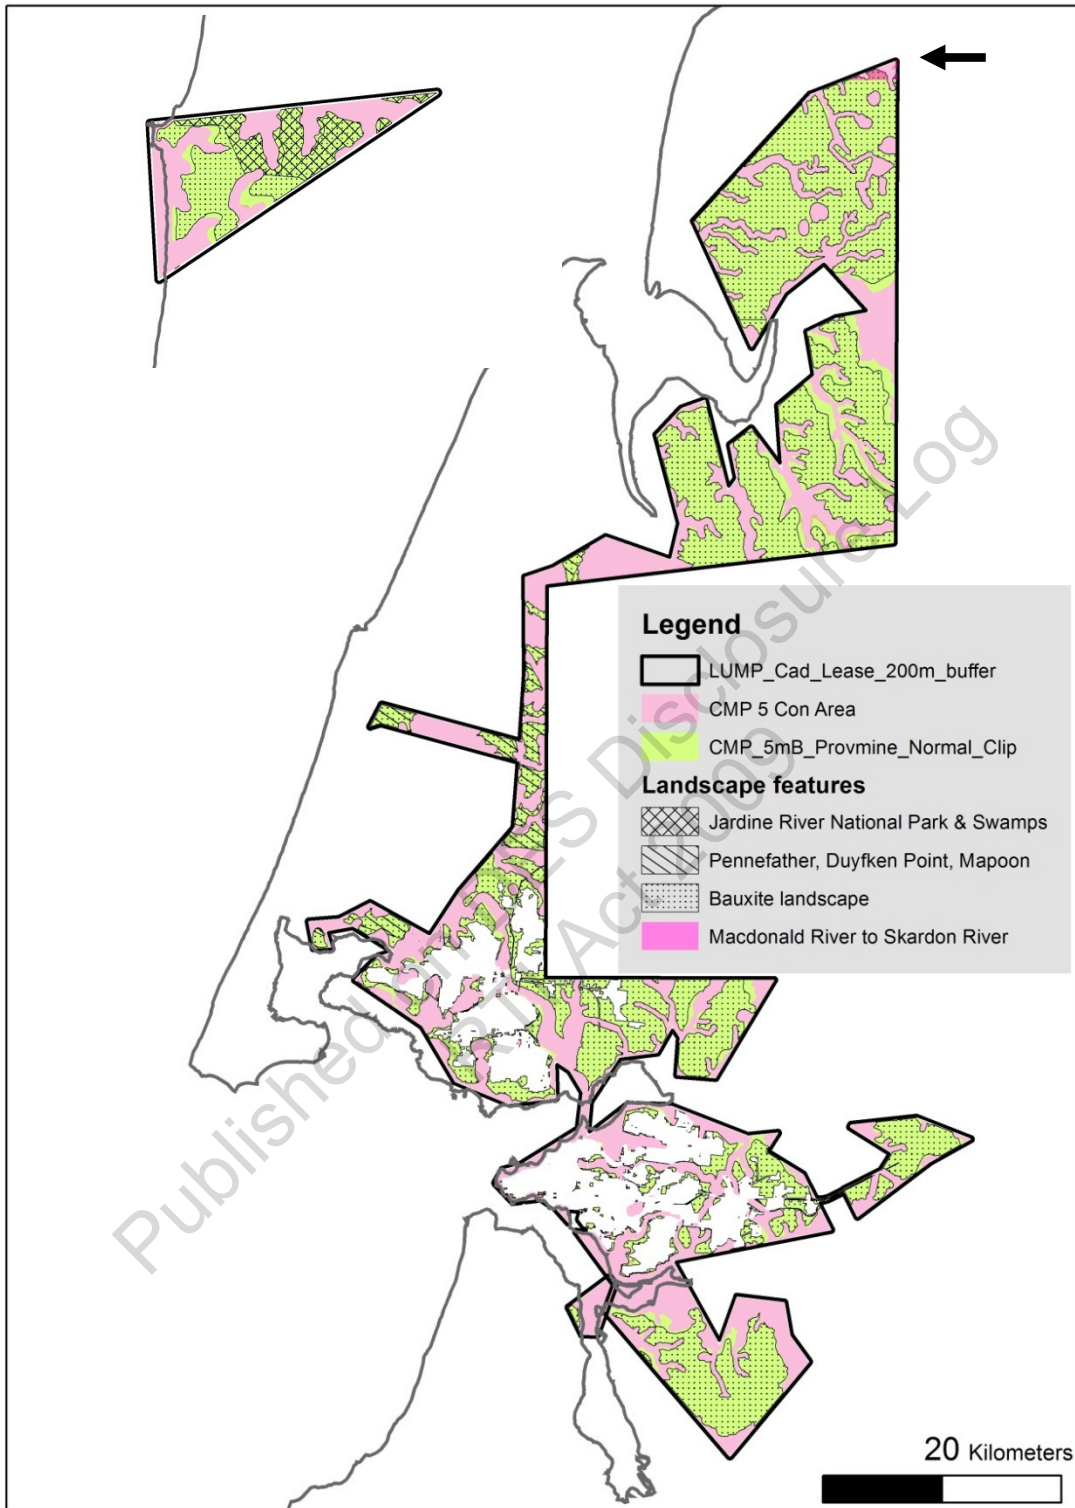 Legend
LUMP_Cad_Lease_200m_buffer
CMP 5 Con Area
CMP_5mB_Provmine_Normal_Clip
Landscape features
Jardine River National Park & Swamps
Pennefather, Duyfken Point, Mapoon
Bauxite landscape
Macdonald River to Skardon River
20 Kilometers
Published on DES Disclosure Log
RTI Act 2009